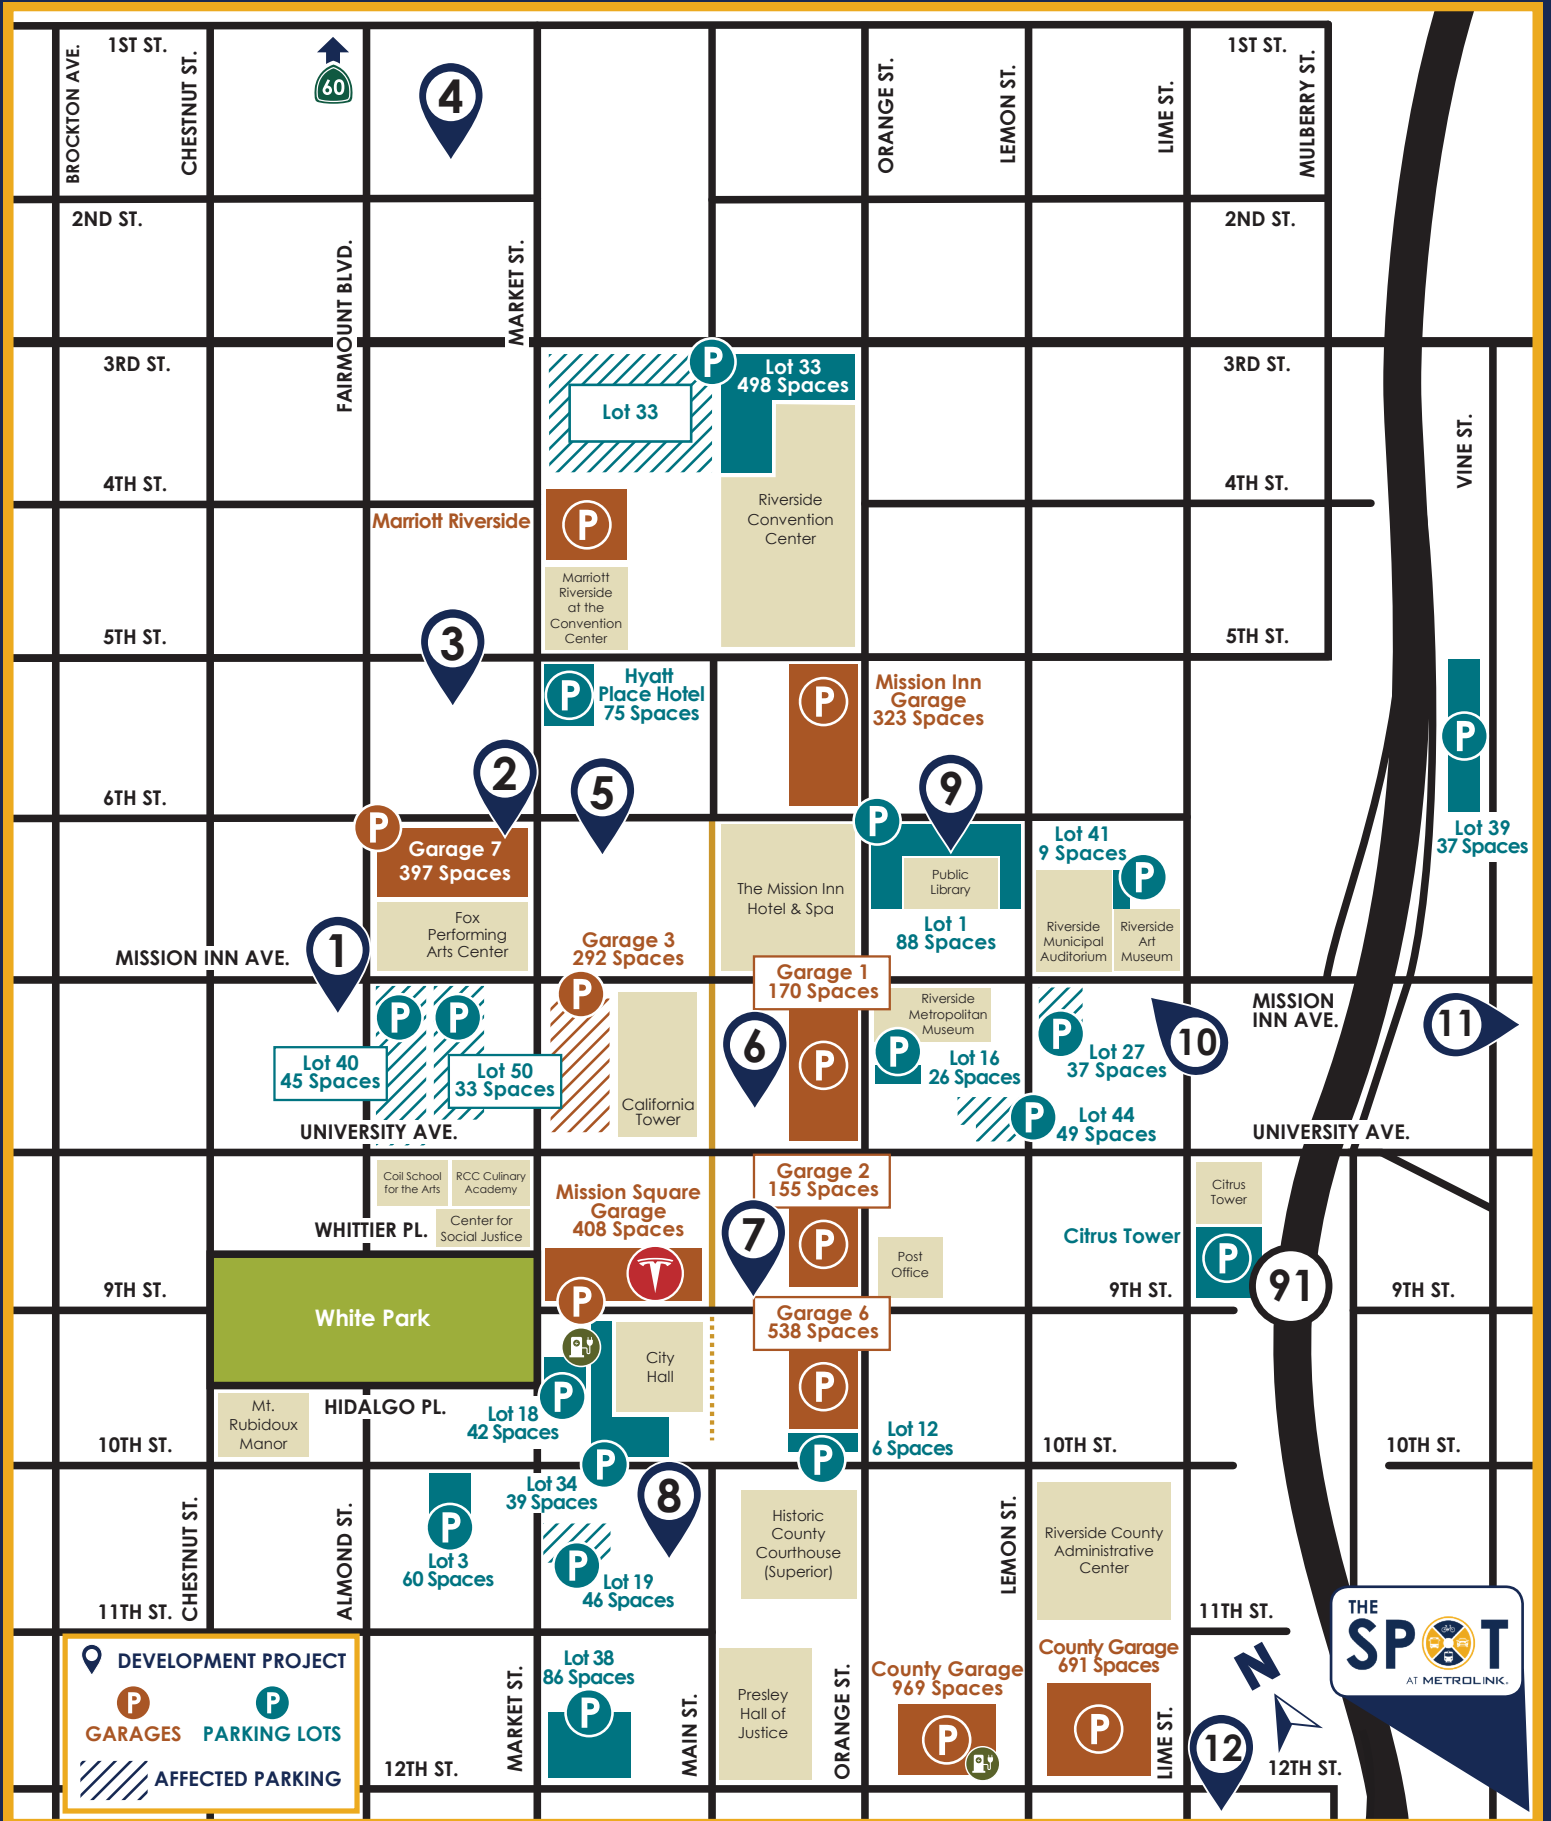 1ST ST.
1ST ST.
BROCKTON AVE.
CHESTNUT ST.
60
4
ORANGE ST.
LEMON ST.
LIME ST.
MULBERRY ST.
2ND ST.
2ND ST.
FAIRMOUNT BLVD.
MARKET ST.
3RD ST.
3RD ST.
P
Lot 33
498 Spaces
Lot 33
VINE ST.
4TH ST.
4TH ST.
Marriott Riverside
P
Riverside
Convention
Center
Marriott
Riverside
at the
Convention
Center
5TH ST.
5TH ST.
3
P
Hyatt
Place Hotel
75 Spaces
P
Mission Inn
Garage
323 Spaces
P
2
5
9
6TH ST.
P
Garage 7
397 Spaces
P
Lot 41
9 Spaces
P
Lot 39
37 Spaces
Public
Library
The Mission Inn
Hotel & Spa
Fox
Performing
Arts Center
Lot 1
88 Spaces
Riverside
Municipal
Auditorium
Riverside
Art
Museum
1
MISSION INN AVE.
Garage 3
292 Spaces
P
Garage 1
170 Spaces
P
P
P
Riverside
Metropolitan
Museum
P
MISSION
INN AVE.
11
10
6
P
P
Lot 40
45 Spaces
Lot 50
33 Spaces
Lot 16
26 Spaces
Lot 27
37 Spaces
California
Tower
P
Lot 44
49 Spaces
UNIVERSITY AVE.
UNIVERSITY AVE.
Coil School
for the Arts
RCC Culinary
Academy
Mission Square
Garage
408 Spaces
Garage 2
155 Spaces
Citrus
Tower
WHITTIER PL.
Center for
Social Justice
7
P
Post
Office
Citrus Tower
P
91
9TH ST.
9TH ST.
9TH ST.
P
White Park
Garage 6
538 Spaces
City
Hall
P
P
HIDALGO PL.
Mt.
Rubidoux
Manor
Lot 18
42 Spaces
Lot 12
6 Spaces
10TH ST.
10TH ST.
10TH ST.
P
P
Lot 34
39 Spaces
8
CHESTNUT ST.
ALMOND ST.
P
Lot 3
60 Spaces
P
Lot 19
46 Spaces
Historic
County
Courthouse
(Superior)
LEMON ST.
Riverside County
Administrative
Center
11TH ST.
11TH ST.
THE
SPOT
AT METROLINK.
N
DEVELOPMENT PROJECT
P
P
GARAGES
PARKING LOTS
AFFECTED PARKING
MARKET ST.
Lot 38
86 Spaces
P
MAIN ST.
Presley
Hall of
Justice
ORANGE ST.
County Garage
969 Spaces
P
County Garage
691 Spaces
P
LIME ST.
12
12TH ST.
12TH ST.